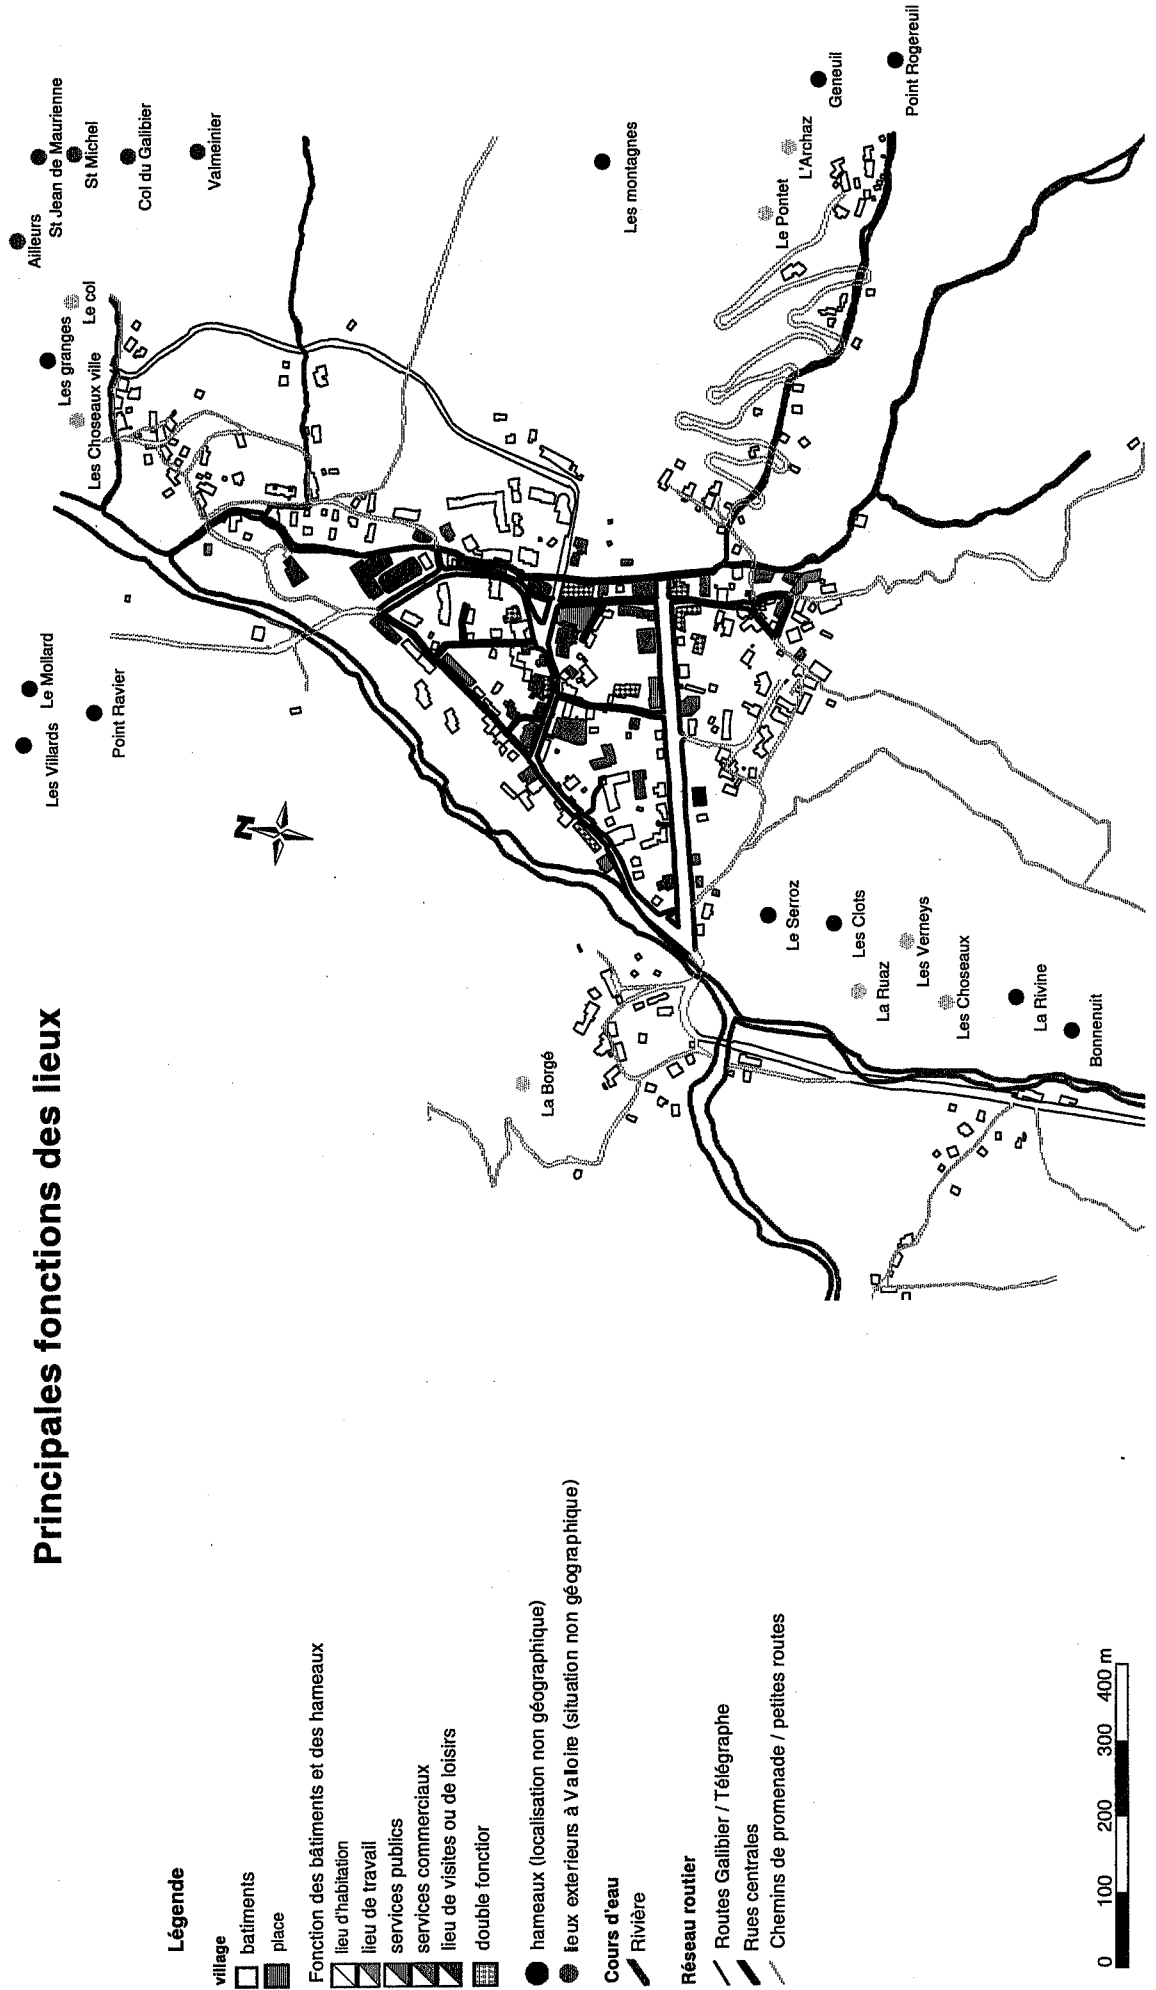 Principales fonctions des lieux
Légende
village
batiments
place
Fonction des bâtiments et des hameaux
lieu d'habitation
lieu de travail
services publics
services commerciaux
lieu de visites ou de loisirs
double fonctior
hameaux (localisation non géographique)
lieux exterieurs à Valloire (situation non géographique)
Cours d'eau
Rivière
Réseau routier
Routes Galibier / Télégraphe
Rues centrales
Chemins de promenade / petites routes
0 100 200 300 400 m
N
Les Villards
Le Mollard
Point Ravier
Les granges
Le col
Les Choseaux ville
Ailleurs
St Jean de Maurienne
St Michel
Col du Galibier
Valmeinier
Les montagnes
Le Pontet
L'Archaz
Geneuil
Point Rogereuil
La Borgé
Le Serroz
Les Clots
La Ruaz
Les Verneys
Les Choseaux
La Rivine
Bonnenuit